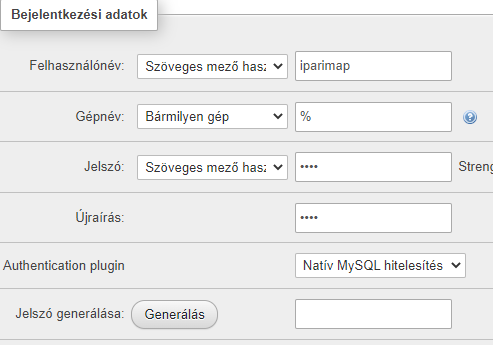 Bejelentkezési adatok
Felhasználónév: Szöveges mező hasz iparimap
Gépnév: Bármilyen gép %
Jelszó: Szöveges mező hasz •••• Streng
Újraírás: ••••
Authentication plugin Natív MySQL hitelesítés
Jelszó generálása: Generálás